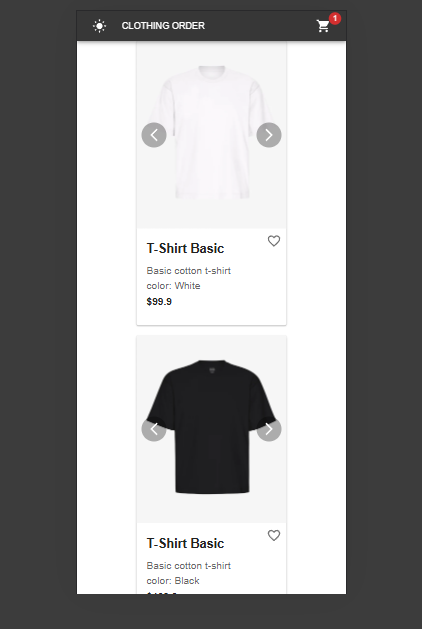 CLOTHING ORDER
1
T-Shirt Basic
Basic cotton t-shirt
color: White
$99.9
T-Shirt Basic
Basic cotton t-shirt
color: Black